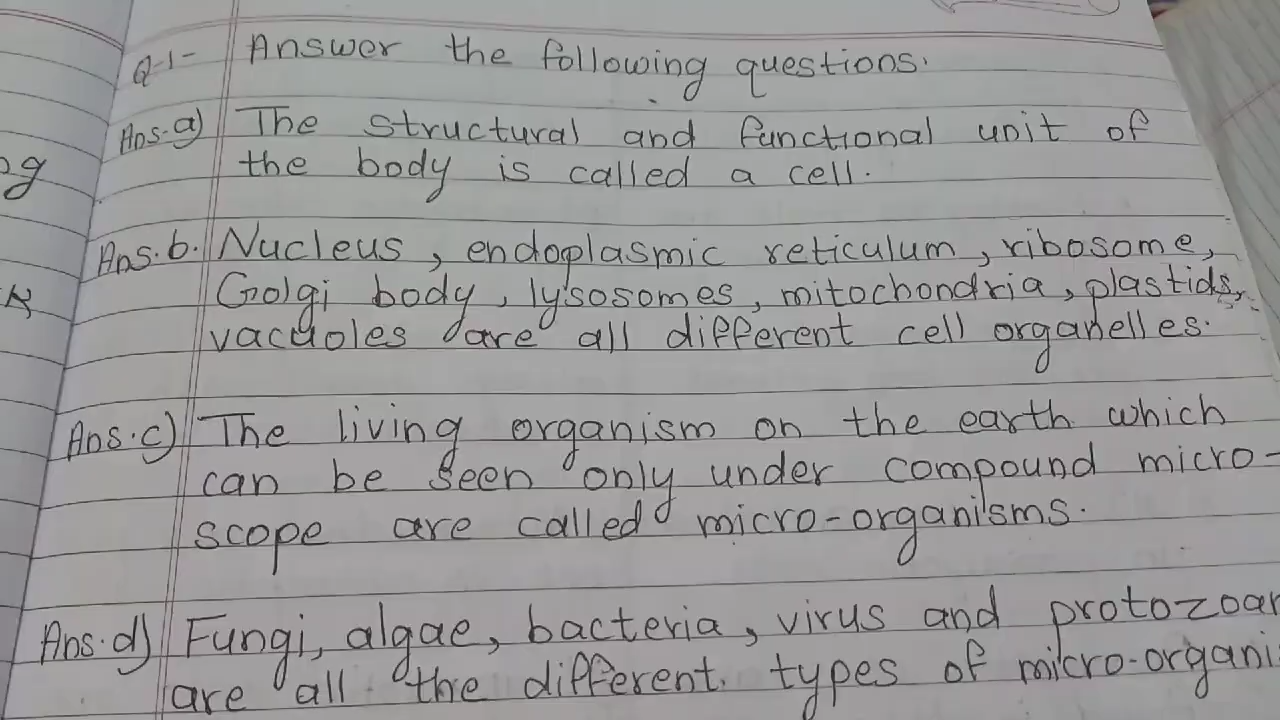 Q-1- Answer the following questions.
Ans.a) The structural and functional unit of
the body is called a cell.
Ans.b. Nucleus, endoplasmic reticulum, ribosome,
Golgi body, lysosomes, mitochondria, plastids,
vacuoles are all different cell organelles.
Ans.c) The living organism on the earth which
can be seen only under compound micro-
scope are called micro-organisms.
Ans.d) Fungi, algae, bacteria, virus and protozoan
are all the different. types of micro-organi